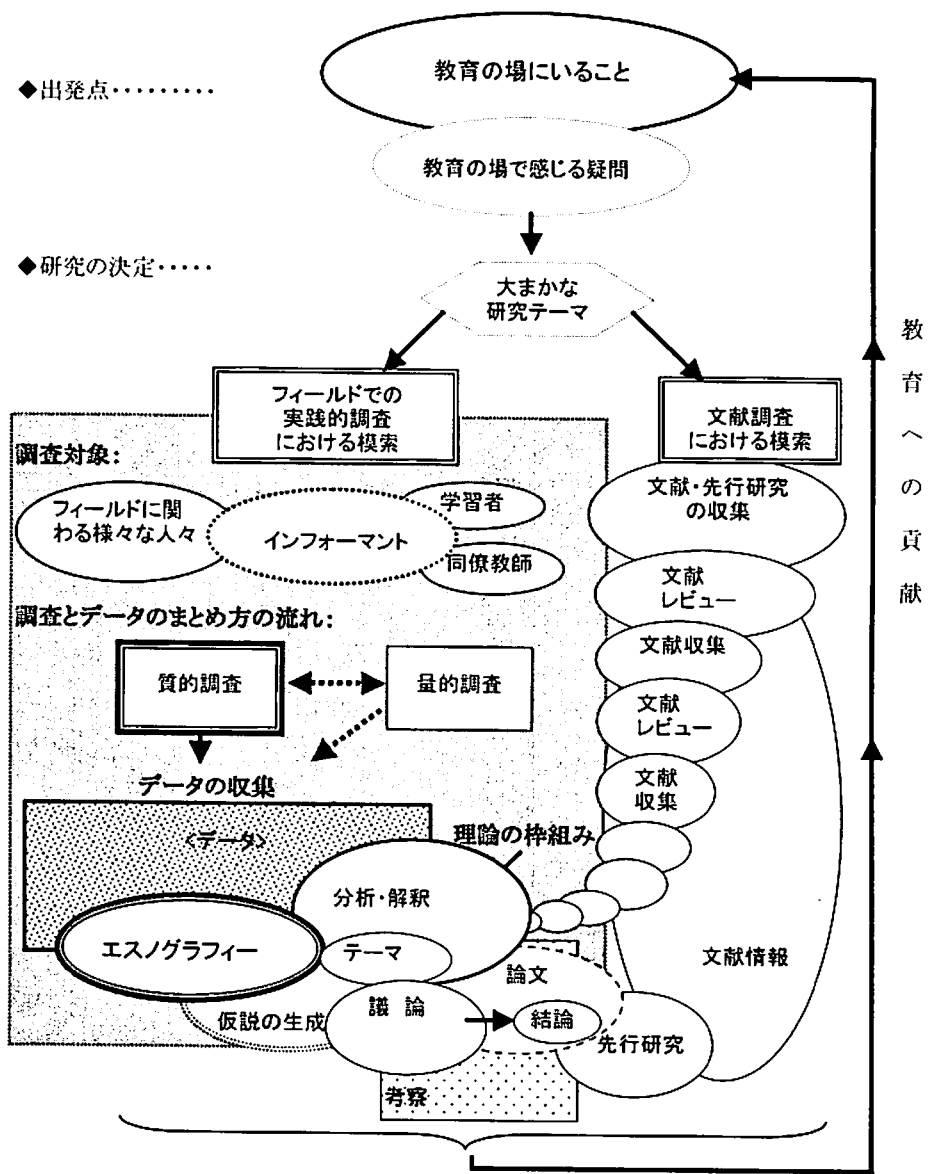 教育の場にいること
◆出発点・・・・・・・・・
教育の場で感じる疑問
◆研究の決定・・・・・
大まかな
研究テーマ
教育への貢献
フィールドでの
実践的調査
における模索
文献調査
における模索
調査対象:
フィールドに関
わる様々な人々
インフォーマント
学習者
同僚教師
文献・先行研究
の収集
文献
レビュー
調査とデータのまとめ方の流れ:
文献収集
質的調査
量的調査
文献
レビュー
文献
収集
データの収集
<データ>
理論の枠組み
分析・解釈
エスノグラフィー
テーマ
論文
文献情報
仮説の生成
議 論
結論
先行研究
考察